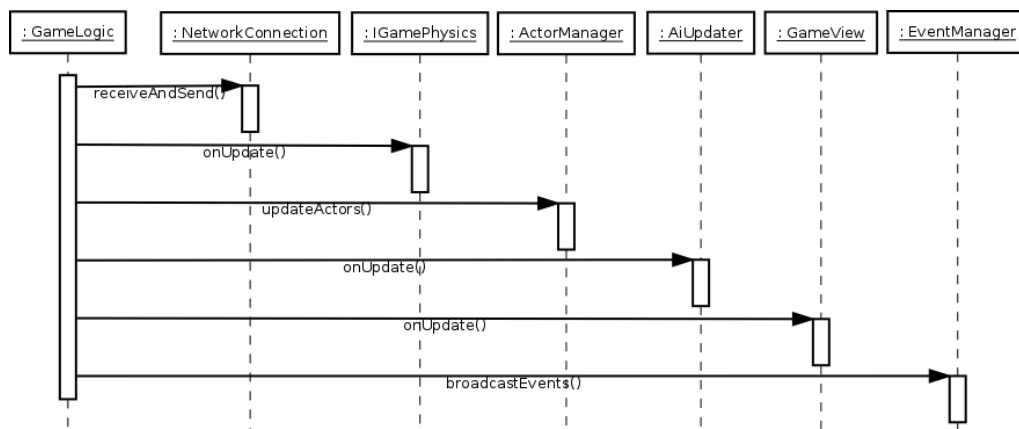 : GameLogic
: NetworkConnection
: IGamePhysics
: ActorManager
: AiUpdater
: GameView
: EventManager
receiveAndSend()
onUpdate()
updateActors()
onUpdate()
onUpdate()
broadcastEvents()